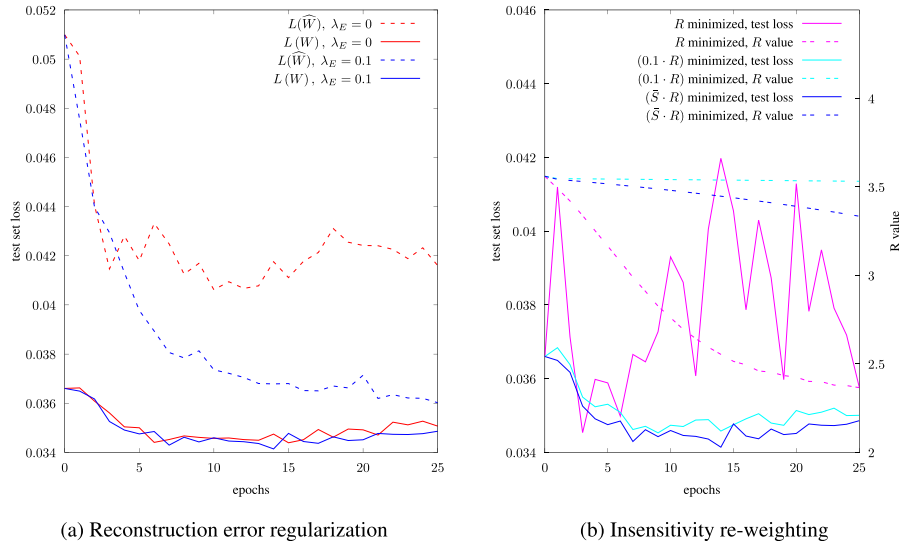 0.052
0.05
0.048
0.046
0.044
0.042
0.04
0.038
0.036
0.034
0
5
10
15
20
25
test set loss
epochs
L(Ŵ), λ_E = 0
L(W), λ_E = 0
L(Ŵ), λ_E = 0.1
L(W), λ_E = 0.1
(a) Reconstruction error regularization
0.046
0.044
0.042
0.04
0.038
0.036
0.034
0
5
10
15
20
25
4
3.5
3
2.5
2
test set loss
epochs
R value
R minimized, test loss
R minimized, R value
(0.1 · R) minimized, test loss
(0.1 · R) minimized, R value
(S̄ · R) minimized, test loss
(S̄ · R) minimized, R value
(b) Insensitivity re-weighting